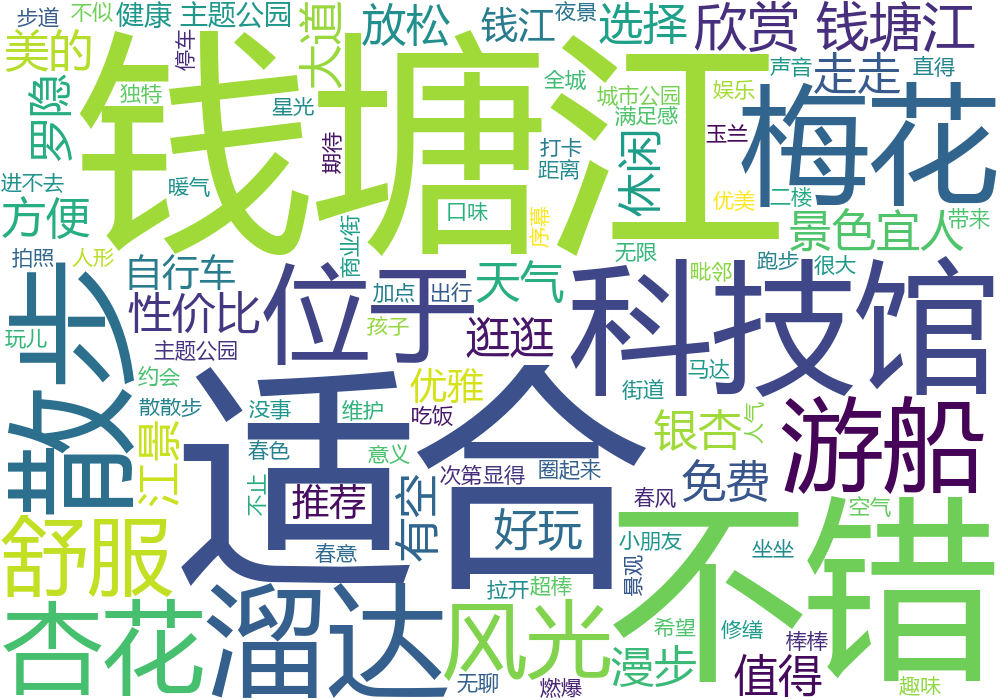 步道
不似
健康
主题公园
大道
放松
钱江
夜景
选择
欣赏
钱塘江
美的
停车
钱塘江
走走
声音
直得
罗隐
独特
星光
全城
城市公园
娱乐
梅花
满足感
期待
打卡
休闲
玉兰
距离
进不去
暖气
方便
口味
优美
二楼
景色宜人
带来
序幕
商业街
无限
拍照
人形
散步
自行车
位于
天气
毗邻
跑步
很大
科技馆
性价比
加点
出行
孩子
逛逛
玩儿
主题公园
约会
适合
优雅
马达
街道
散散步
没事
维护
吃饭
银杏
人气
游船
江景
春色
意义
次第显得
圈起来
免费
不止
推荐
有空
春风
不错
空气
舒服
好玩
小朋友
坐坐
春意
景观
拉开
超棒
杏花
溜达
风光
希望
修缮
棒棒
漫步
值得
无聊
燃爆
趣味